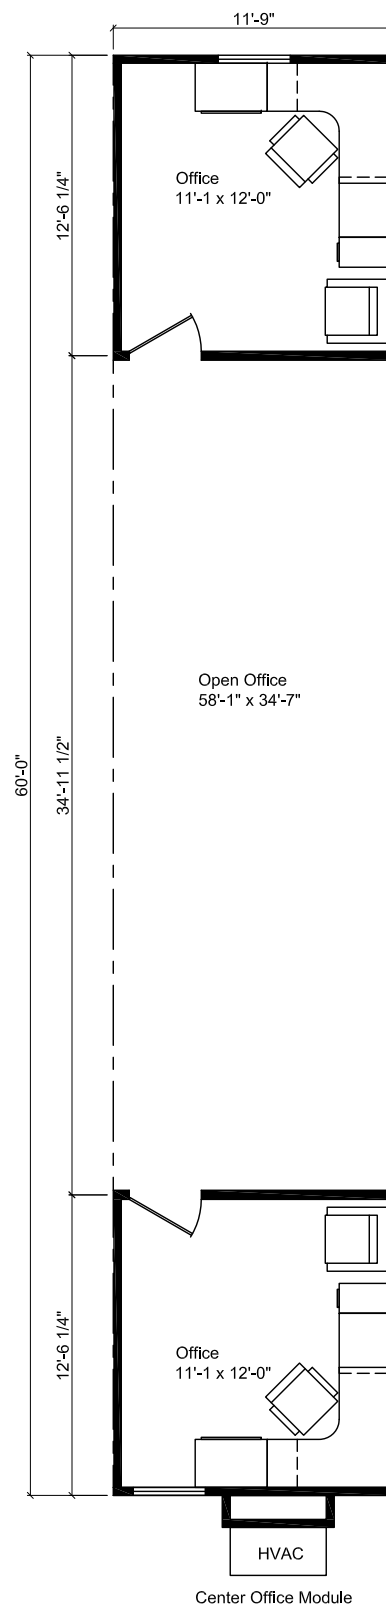 11'-9"
Office
11'-1 x 12'-0"
12'-6 1/4"
Open Office
58'-1" x 34'-7"
34'-11 1/2"
60'-0"
Office
11'-1 x 12'-0"
12'-6 1/4"
HVAC
Center Office Module